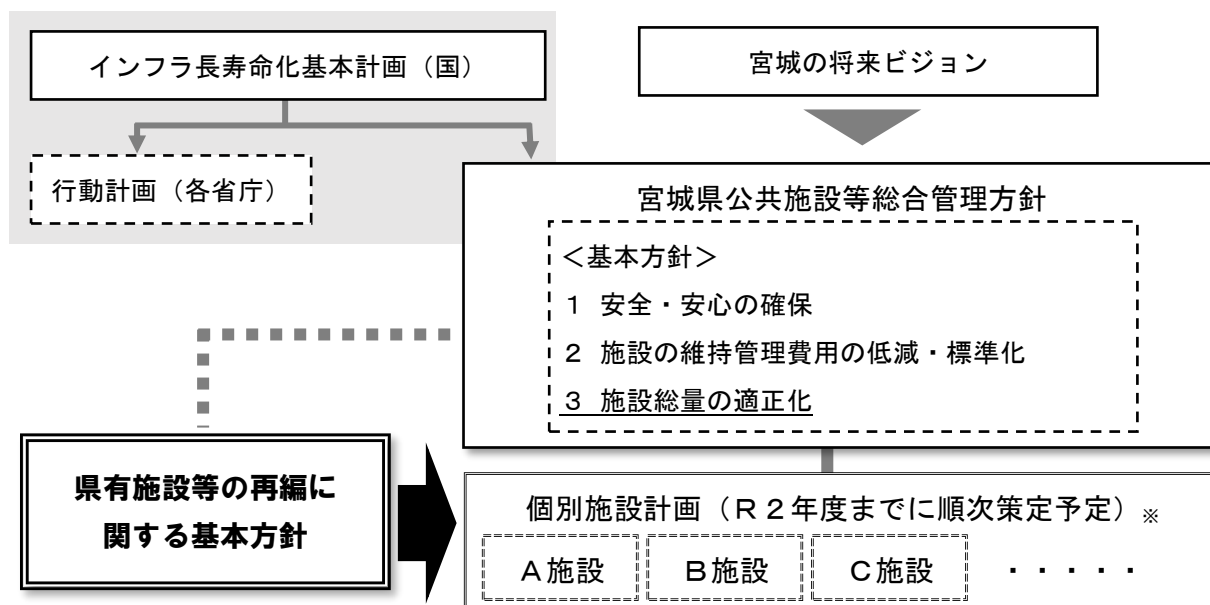 インフラ長寿命化基本計画（国）
宮城の将来ビジョン
行動計画（各省庁）
宮城県公共施設等総合管理方針
＜基本方針＞
１ 安全・安心の確保
２ 施設の維持管理費用の低減・標準化
３ 施設総量の適正化
県有施設等の再編に
関する基本方針
個別施設計画（Ｒ２年度までに順次策定予定）※
Ａ施設 Ｂ施設 Ｃ施設 ・・・・・